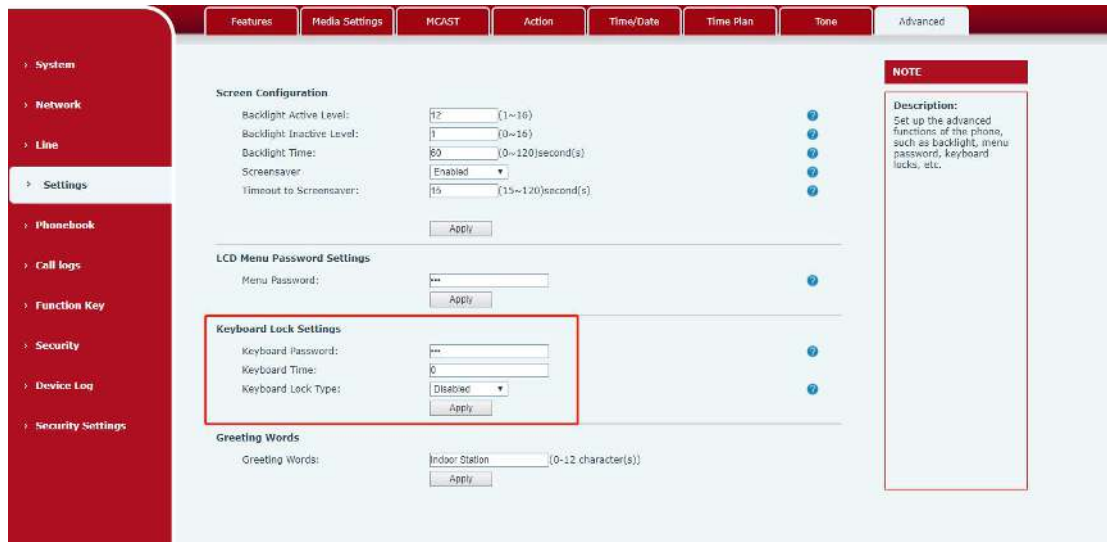 Features Media Settings MCAST Action Time/Date Time Plan Tone Advanced
› System
› Network
› Line
› Settings
› Phonebook
› Call logs
› Function Key
› Security
› Device Log
› Security Settings
Screen Configuration
Backlight Active Level: 12 (1~16)
Backlight Inactive Level: 1 (0~16)
Backlight Time: 60 (0~120)second(s)
Screensaver Enabled
Timeout to Screensaver: 15 (15~120)second(s)
Apply
LCD Menu Password Settings
Menu Password: •••
Apply
Keyboard Lock Settings
Keyboard Password: •••
Keyboard Time: 0
Keyboard Lock Type: Disabled
Apply
Greeting Words
Greeting Words: Indoor Station (0-12 character(s))
Apply
NOTE
Description:
Set up the advanced
functions of the phone,
such as backlight, menu
password, keyboard
locks, etc.